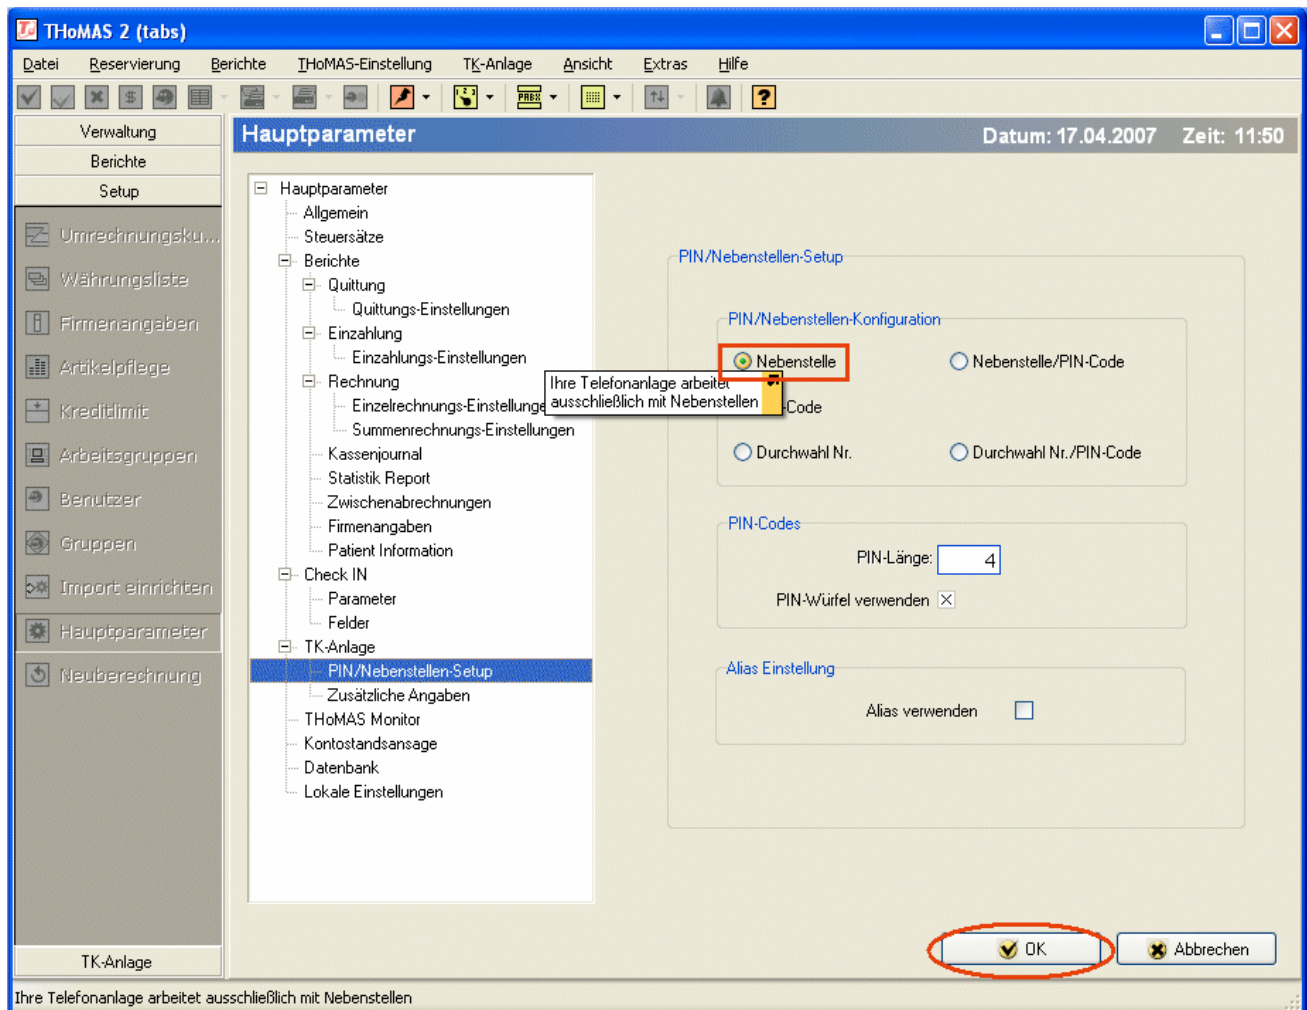 THoMAS 2 (tabs)
Datei Reservierung Berichte THoMAS-Einstellung TK-Anlage Ansicht Extras Hilfe
PABX
Verwaltung
Berichte
Setup
Umrechnungsku...
Währungsliste
Firmenangaben
Artikelpflege
Kreditlimit
Arbeitsgruppen
Benutzer
Gruppen
Import einrichten
Hauptparameter
Neuberechnung
TK-Anlage
Hauptparameter
Datum: 17.04.2007 Zeit: 11:50
Hauptparameter
Allgemein
Steuersätze
Berichte
Quittung
Quittungs-Einstellungen
Einzahlung
Einzahlungs-Einstellungen
Rechnung
Einzelrechnungs-Einstellunge
Summenrechnungs-Einstellungen
Kassenjournal
Statistik Report
Zwischenabrechnungen
Firmenangaben
Patient Information
Check IN
Parameter
Felder
TK-Anlage
PIN/Nebenstellen-Setup
Zusätzliche Angaben
THoMAS Monitor
Kontostandsansage
Datenbank
Lokale Einstellungen
PIN/Nebenstellen-Setup
PIN/Nebenstellen-Konfiguration
Nebenstelle Nebenstelle/PIN-Code
Ihre Telefonanlage arbeitet
ausschließlich mit Nebenstellen
-Code
Durchwahl Nr. Durchwahl Nr./PIN-Code
PIN-Codes
PIN-Länge: 4
PIN-Würfel verwenden
Alias Einstellung
Alias verwenden
OK Abbrechen
Ihre Telefonanlage arbeitet ausschließlich mit Nebenstellen